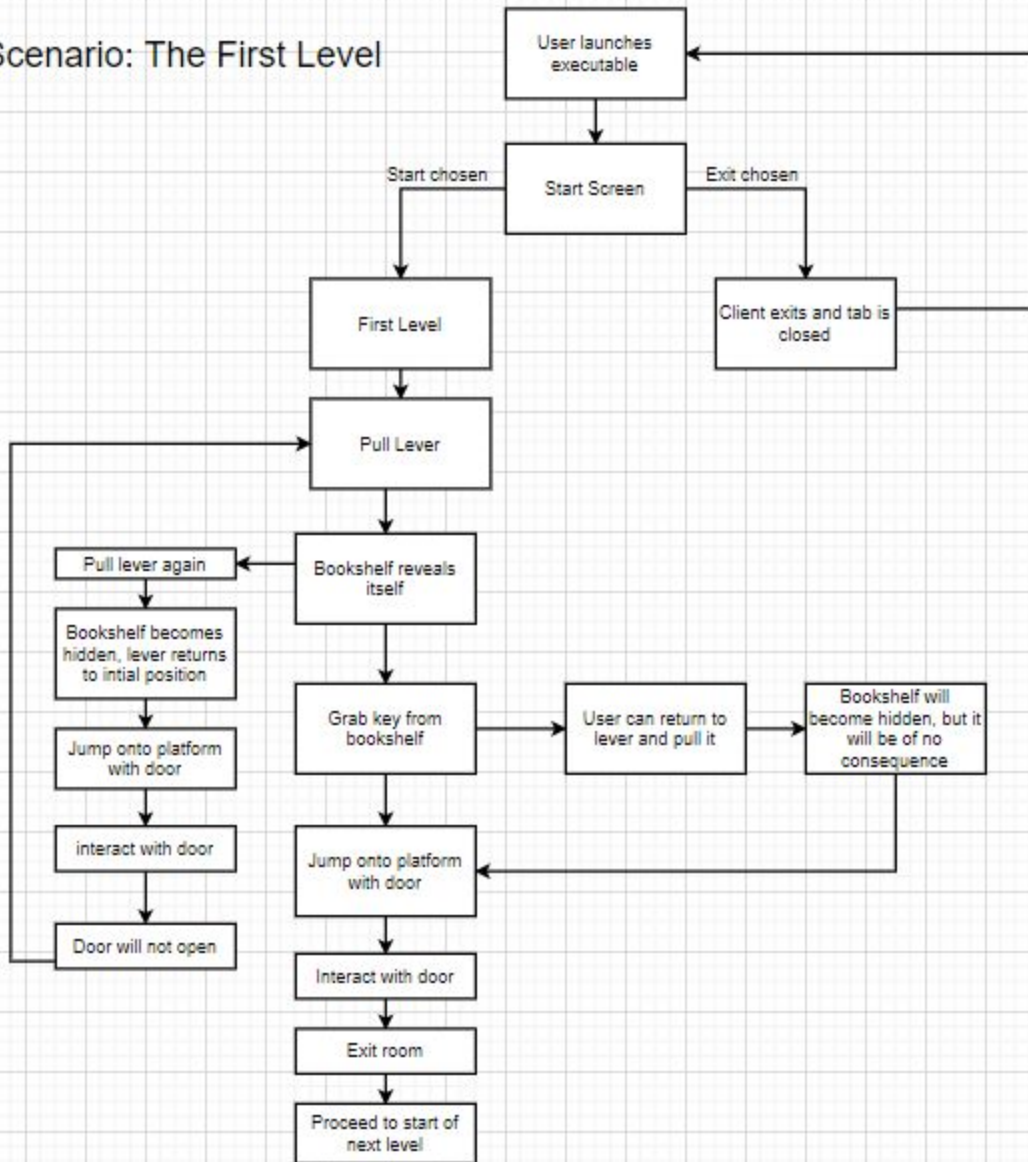 Scenario: The First Level
User launches
executable
Start chosen
Start Screen
Exit chosen
First Level
Client exits and tab is
closed
Pull Lever
Pull lever again
Bookshelf reveals
itself
Bookshelf becomes
hidden, lever returns
to intial position
Grab key from
bookshelf
User can return to
lever and pull it
Bookshelf will
become hidden, but it
will be of no
consequence
Jump onto platform
with door
interact with door
Jump onto platform
with door
Door will not open
Interact with door
Exit room
Proceed to start of
next level